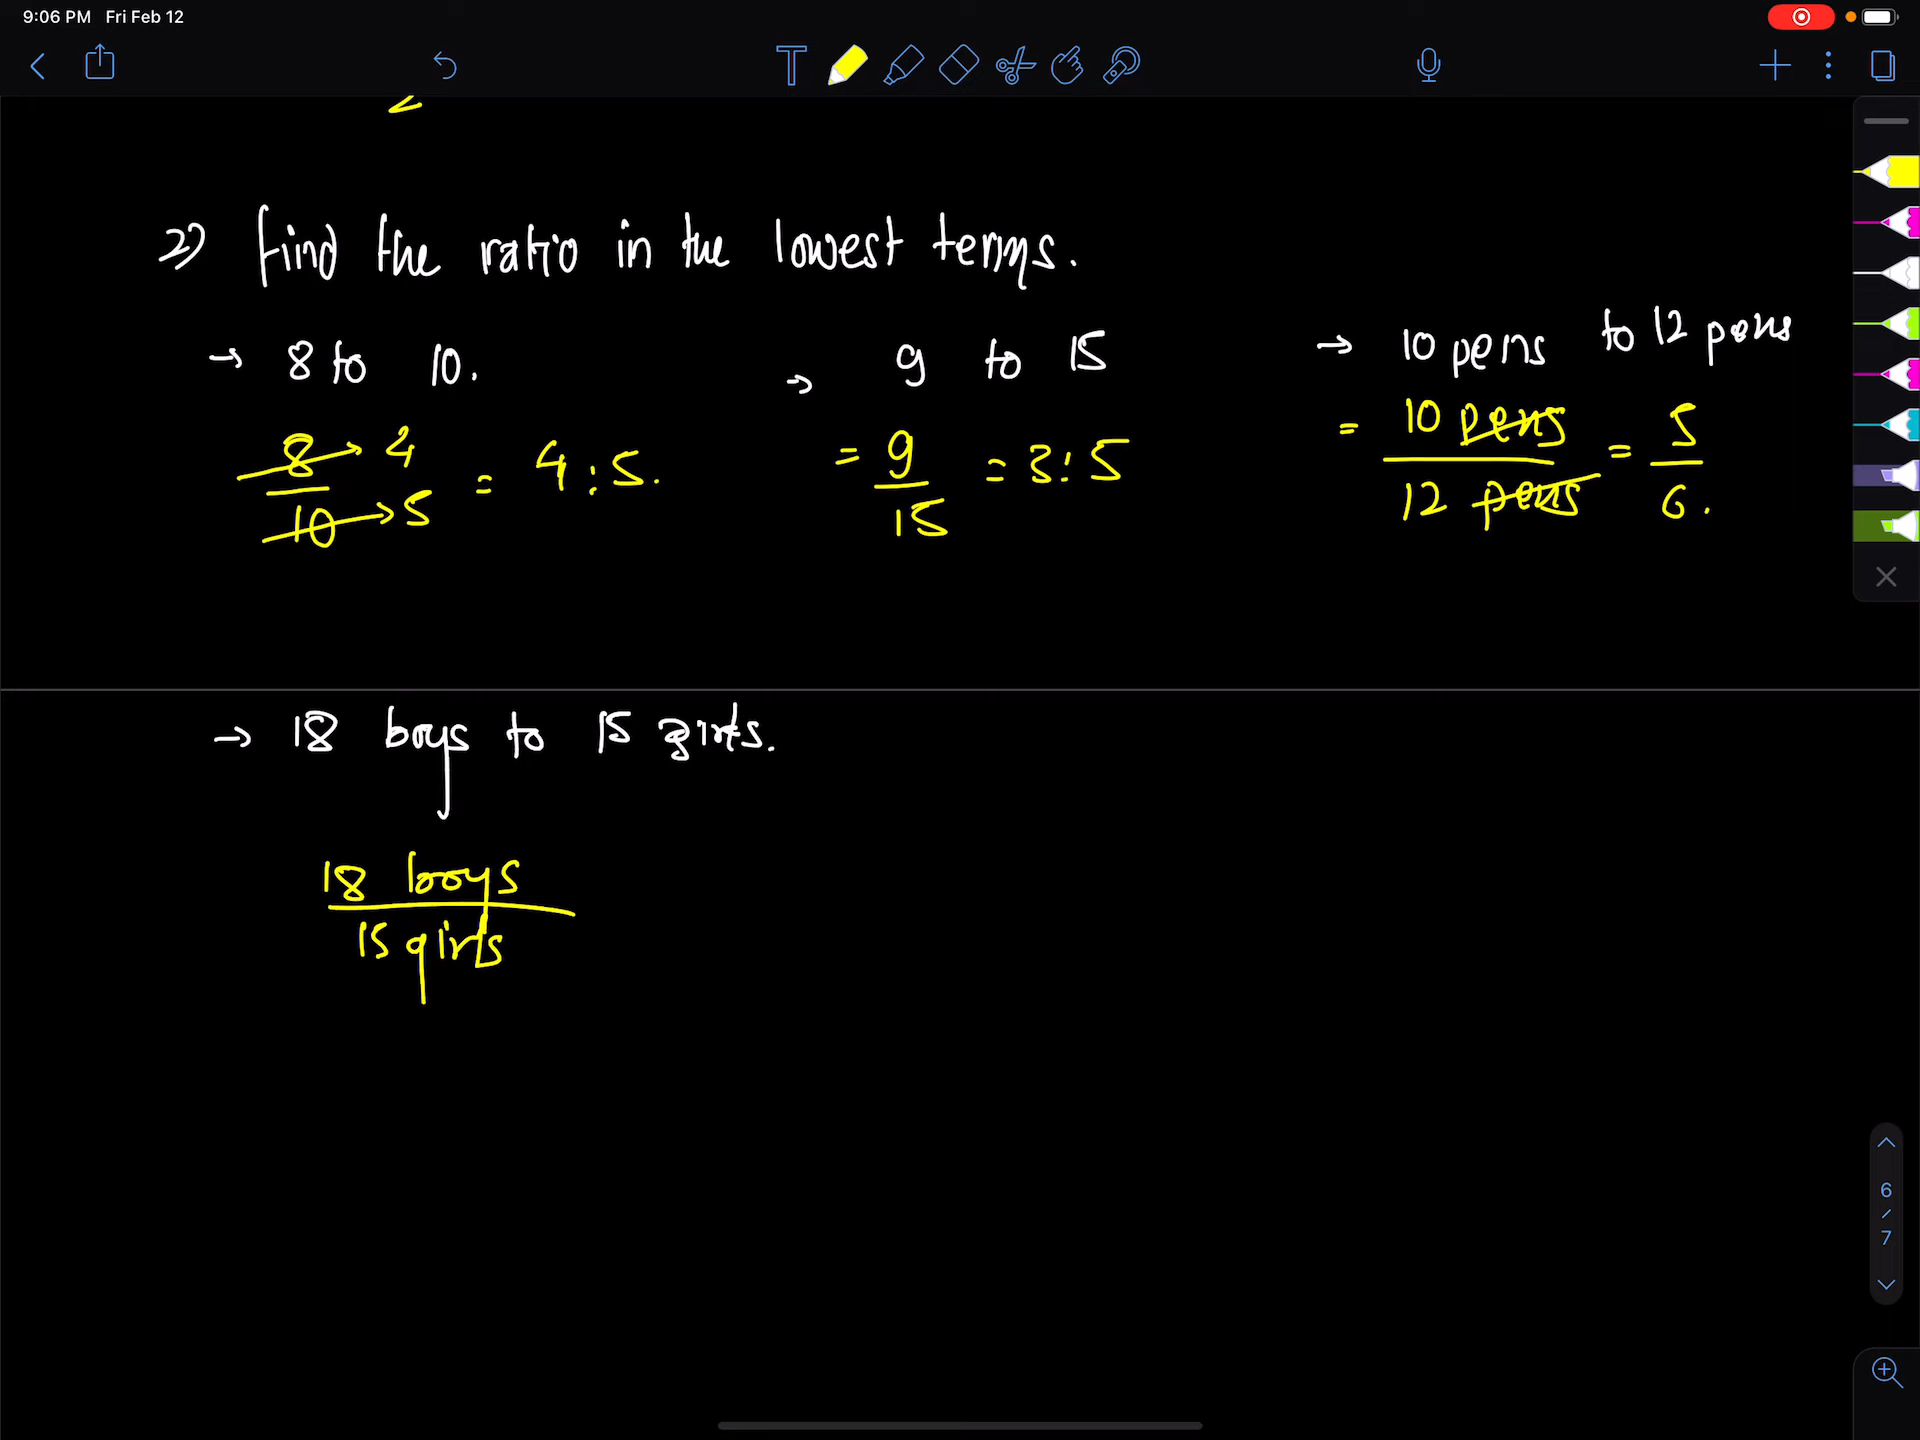 9:06 PM Fri Feb 12
2) Find the ratio in the lowest terms.
→ 8 to 10.
8/10 → 4/5 = 4:5.
→ 9 to 15
= 9/15 = 3:5
→ 10 pens to 12 pens
= 10 pens/12 pens = 5/6.
→ 18 boys to 15 girls.
18 boys
15 girls
6
/
7